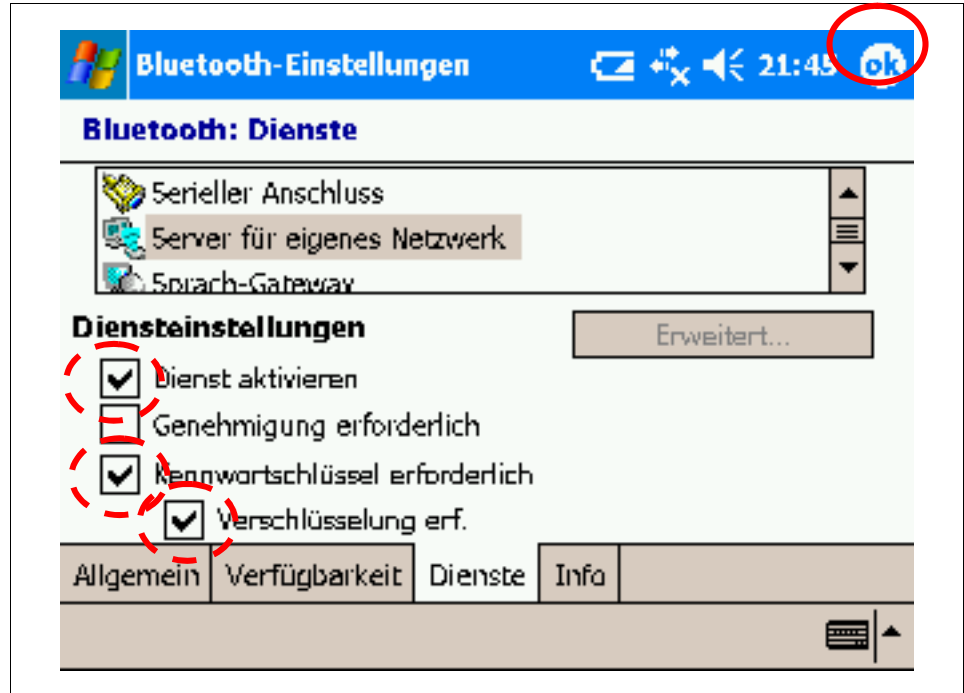 Bluetooth-Einstellungen 21:45 ok
Bluetooth: Dienste
Serieller Anschluss
Server für eigenes Netzwerk
Sprach-Gateway
Diensteinstellungen Erweitert...
Dienst aktivieren
Genehmigung erforderlich
Kennwortschlüssel erforderlich
Verschlüsselung erf.
Allgemein Verfügbarkeit Dienste Info